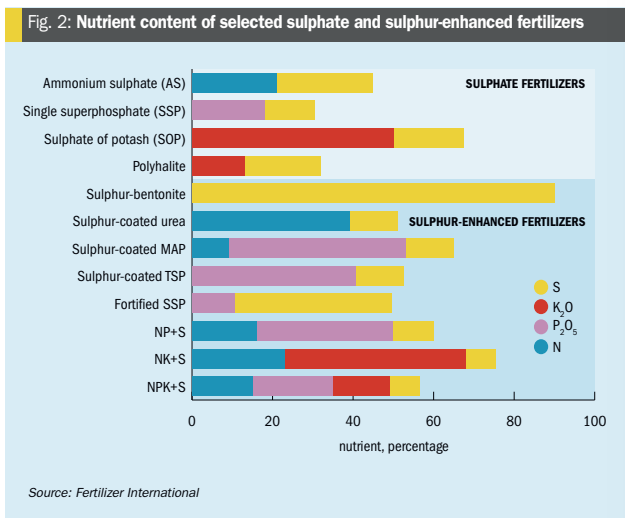 Fig. 2: Nutrient content of selected sulphate and sulphur-enhanced fertilizers
Ammonium sulphate (AS)
SULPHATE FERTILIZERS
Single superphosphate (SSP)
Sulphate of potash (SOP)
Polyhalite
Sulphur-bentonite
Sulphur-coated urea
SULPHUR-ENHANCED FERTILIZERS
Sulphur-coated MAP
Sulphur-coated TSP
Fortified SSP
NP+S
NK+S
NPK+S
S
K₂O
P₂O₅
N
0 20 40 60 80 100
nutrient, percentage
Source: Fertilizer International